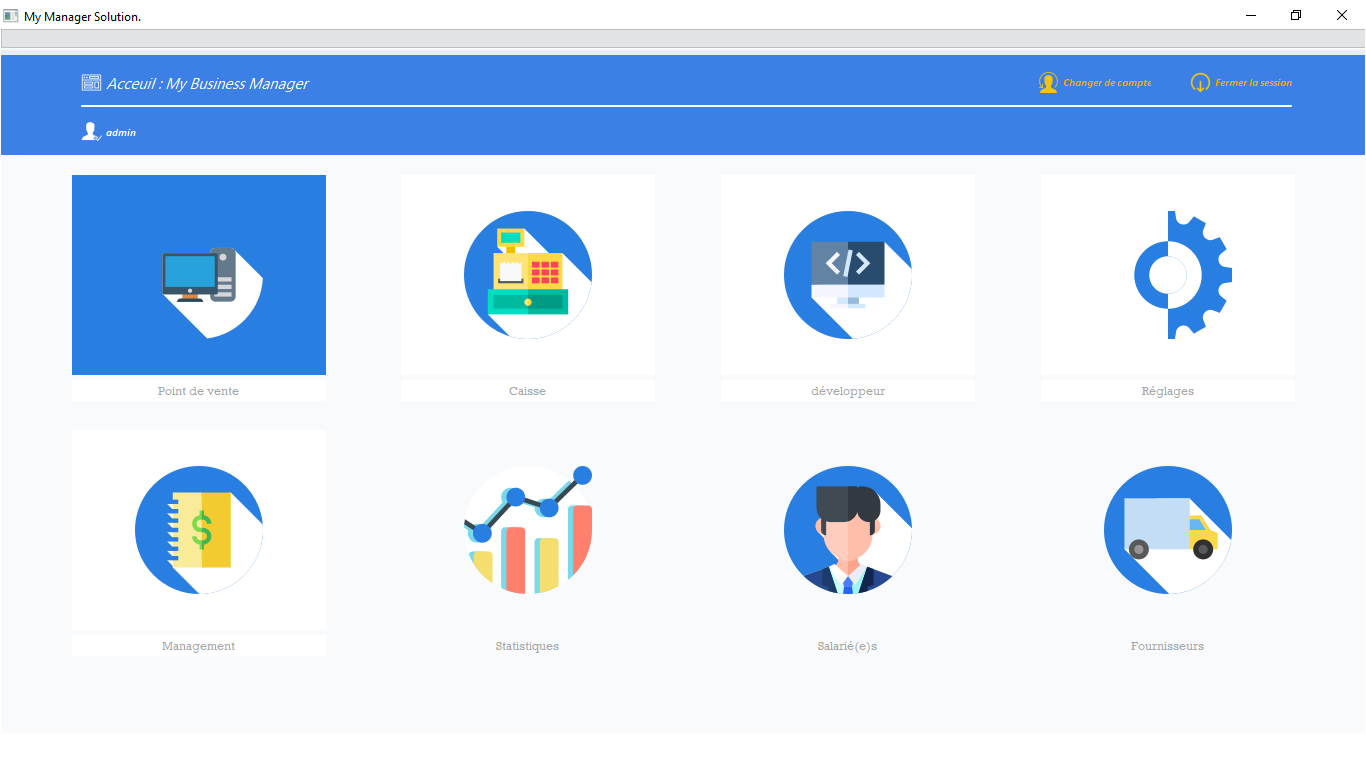 My Manager Solution.
Acceuil : My Business Manager
Changer de compte
Fermer la session
admin
</>
Point de vente
Caisse
développeur
Réglages
$
Management
Statistiques
Salarié(e)s
Fournisseurs